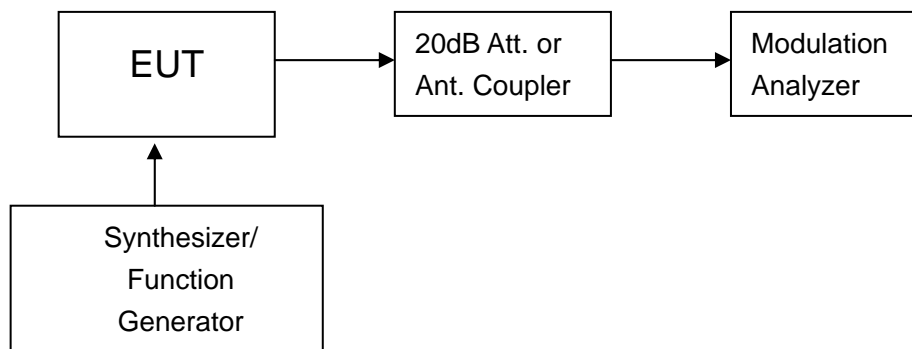 EUT
20dB Att. or
Ant. Coupler
Modulation
Analyzer
Synthesizer/
Function
Generator